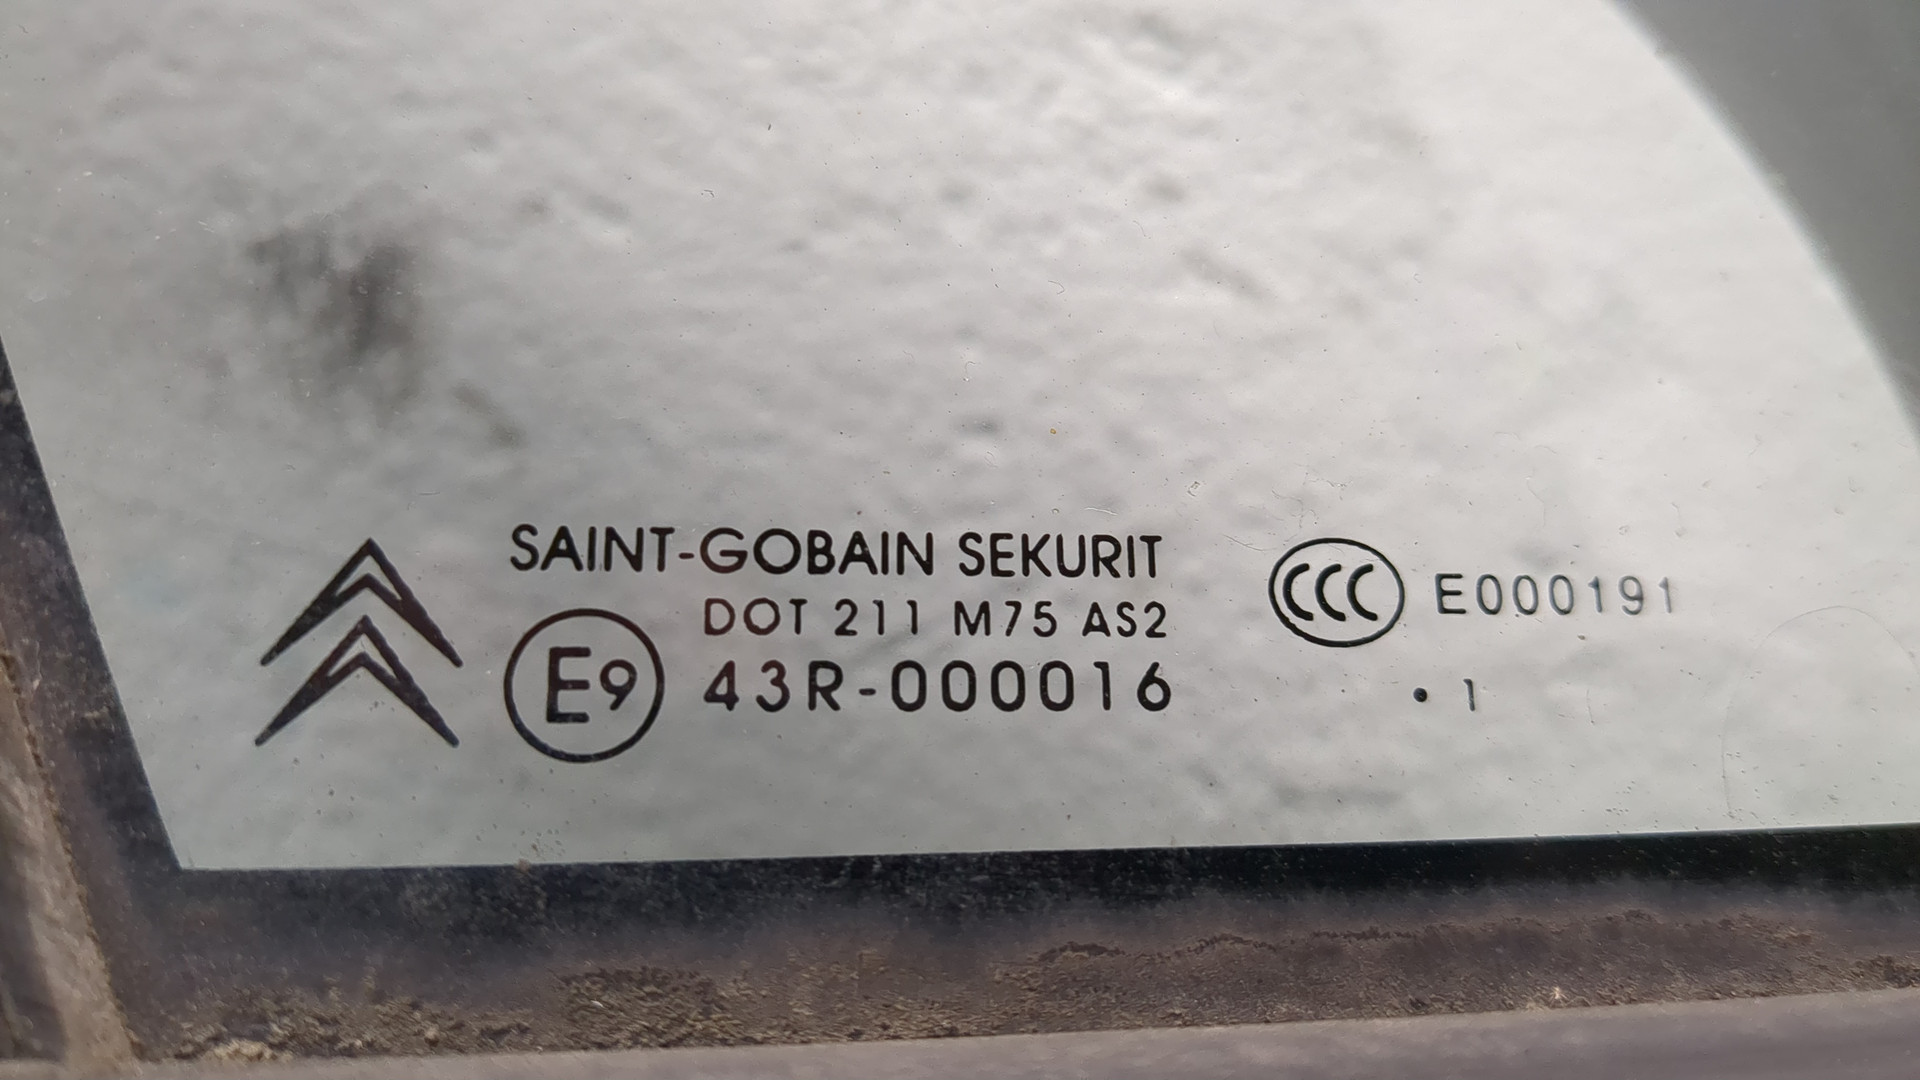 SAINT-GOBAIN SEKURIT
DOT 211 M75 AS2
E9 43R-000016
CCC E000191
• 1